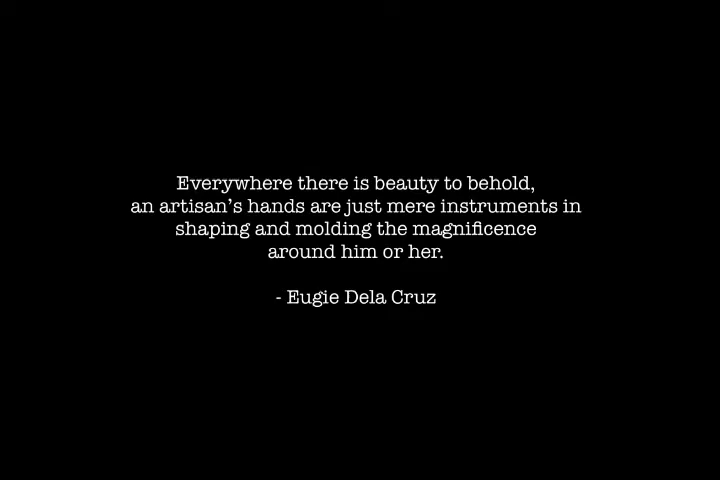 Everywhere there is beauty to behold,
an artisan’s hands are just mere instruments in
shaping and molding the magnificence
around him or her.
- Eugie Dela Cruz